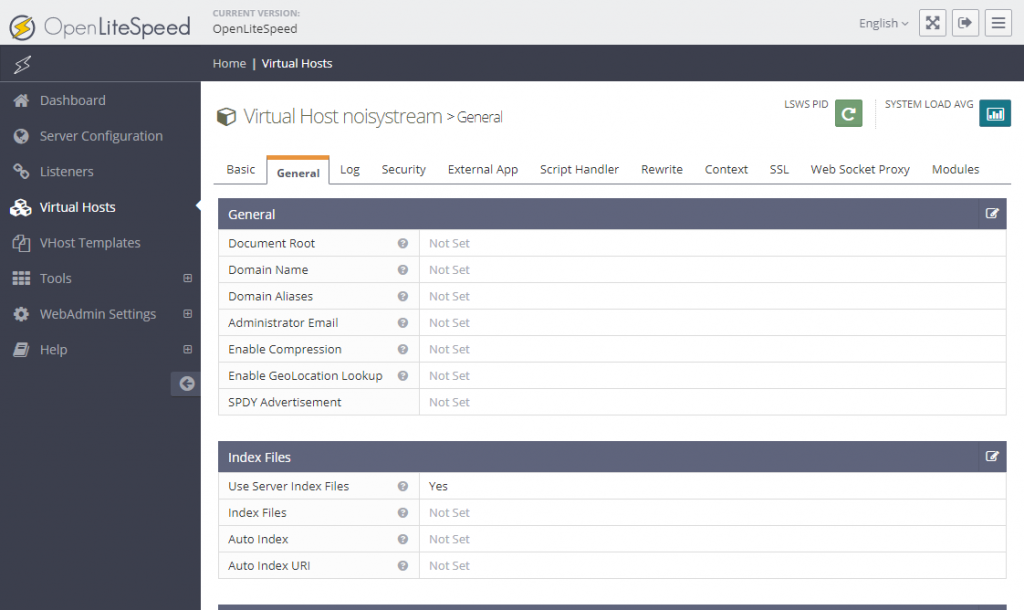 OpenLiteSpeed
CURRENT VERSION:
OpenLiteSpeed
English
Home | Virtual Hosts
Dashboard
Server Configuration
Listeners
Virtual Hosts
VHost Templates
Tools
WebAdmin Settings
Help
Virtual Host noisystream > General
LSWS PID
SYSTEM LOAD AVG
Basic General Log Security External App Script Handler Rewrite Context SSL Web Socket Proxy Modules
General
Document Root ? Not Set
Domain Name ? Not Set
Domain Aliases ? Not Set
Administrator Email ? Not Set
Enable Compression ? Not Set
Enable GeoLocation Lookup ? Not Set
SPDY Advertisement Not Set
Index Files
Use Server Index Files ? Yes
Index Files ? Not Set
Auto Index ? Not Set
Auto Index URI ? Not Set